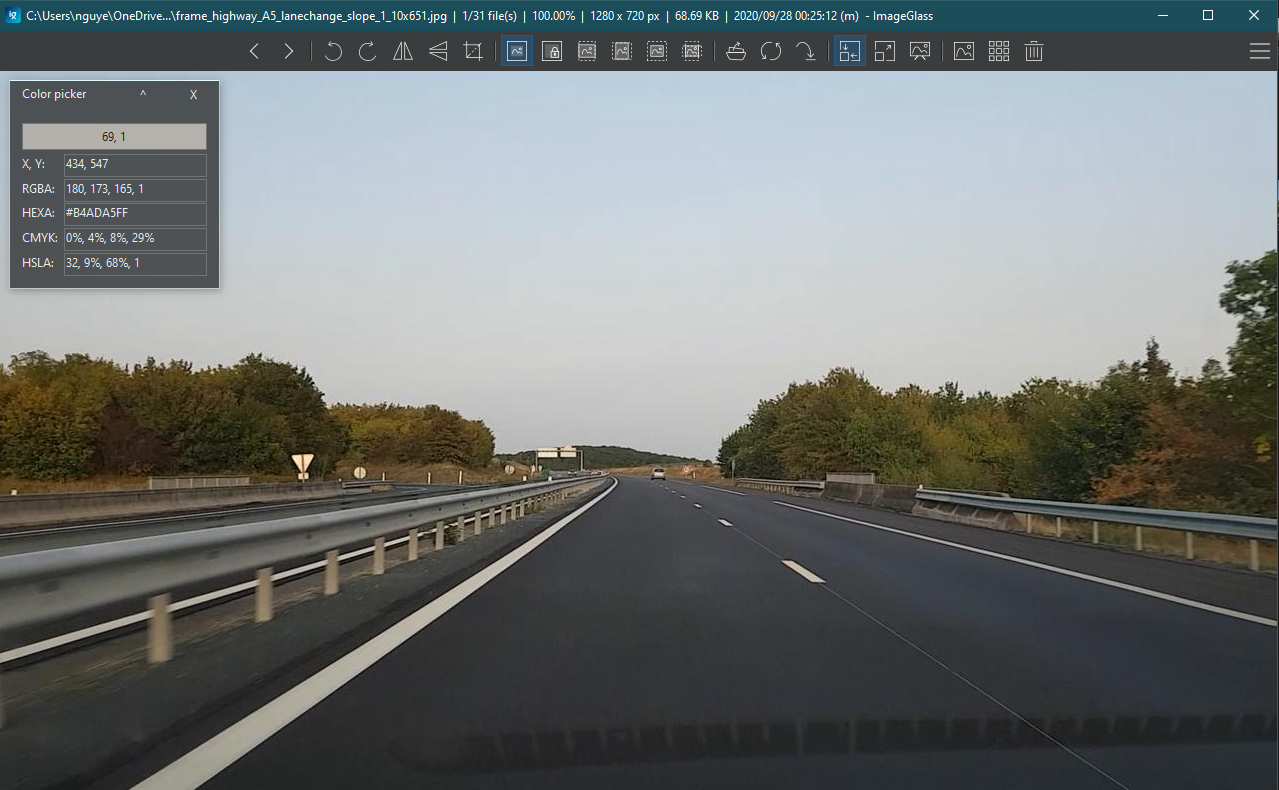 C:\Users\nguye\OneDrive...\frame_highway_A5_lanechange_slope_1_10x651.jpg | 1/31 file(s) | 100.00% | 1280 x 720 px | 68.69 KB | 2020/09/28 00:25:12 (m) - ImageGlass
Color picker ^ X
69, 1
X, Y: 434, 547
RGBA: 180, 173, 165, 1
HEXA: #B4ADA5FF
CMYK: 0%, 4%, 8%, 29%
HSLA: 32, 9%, 68%, 1